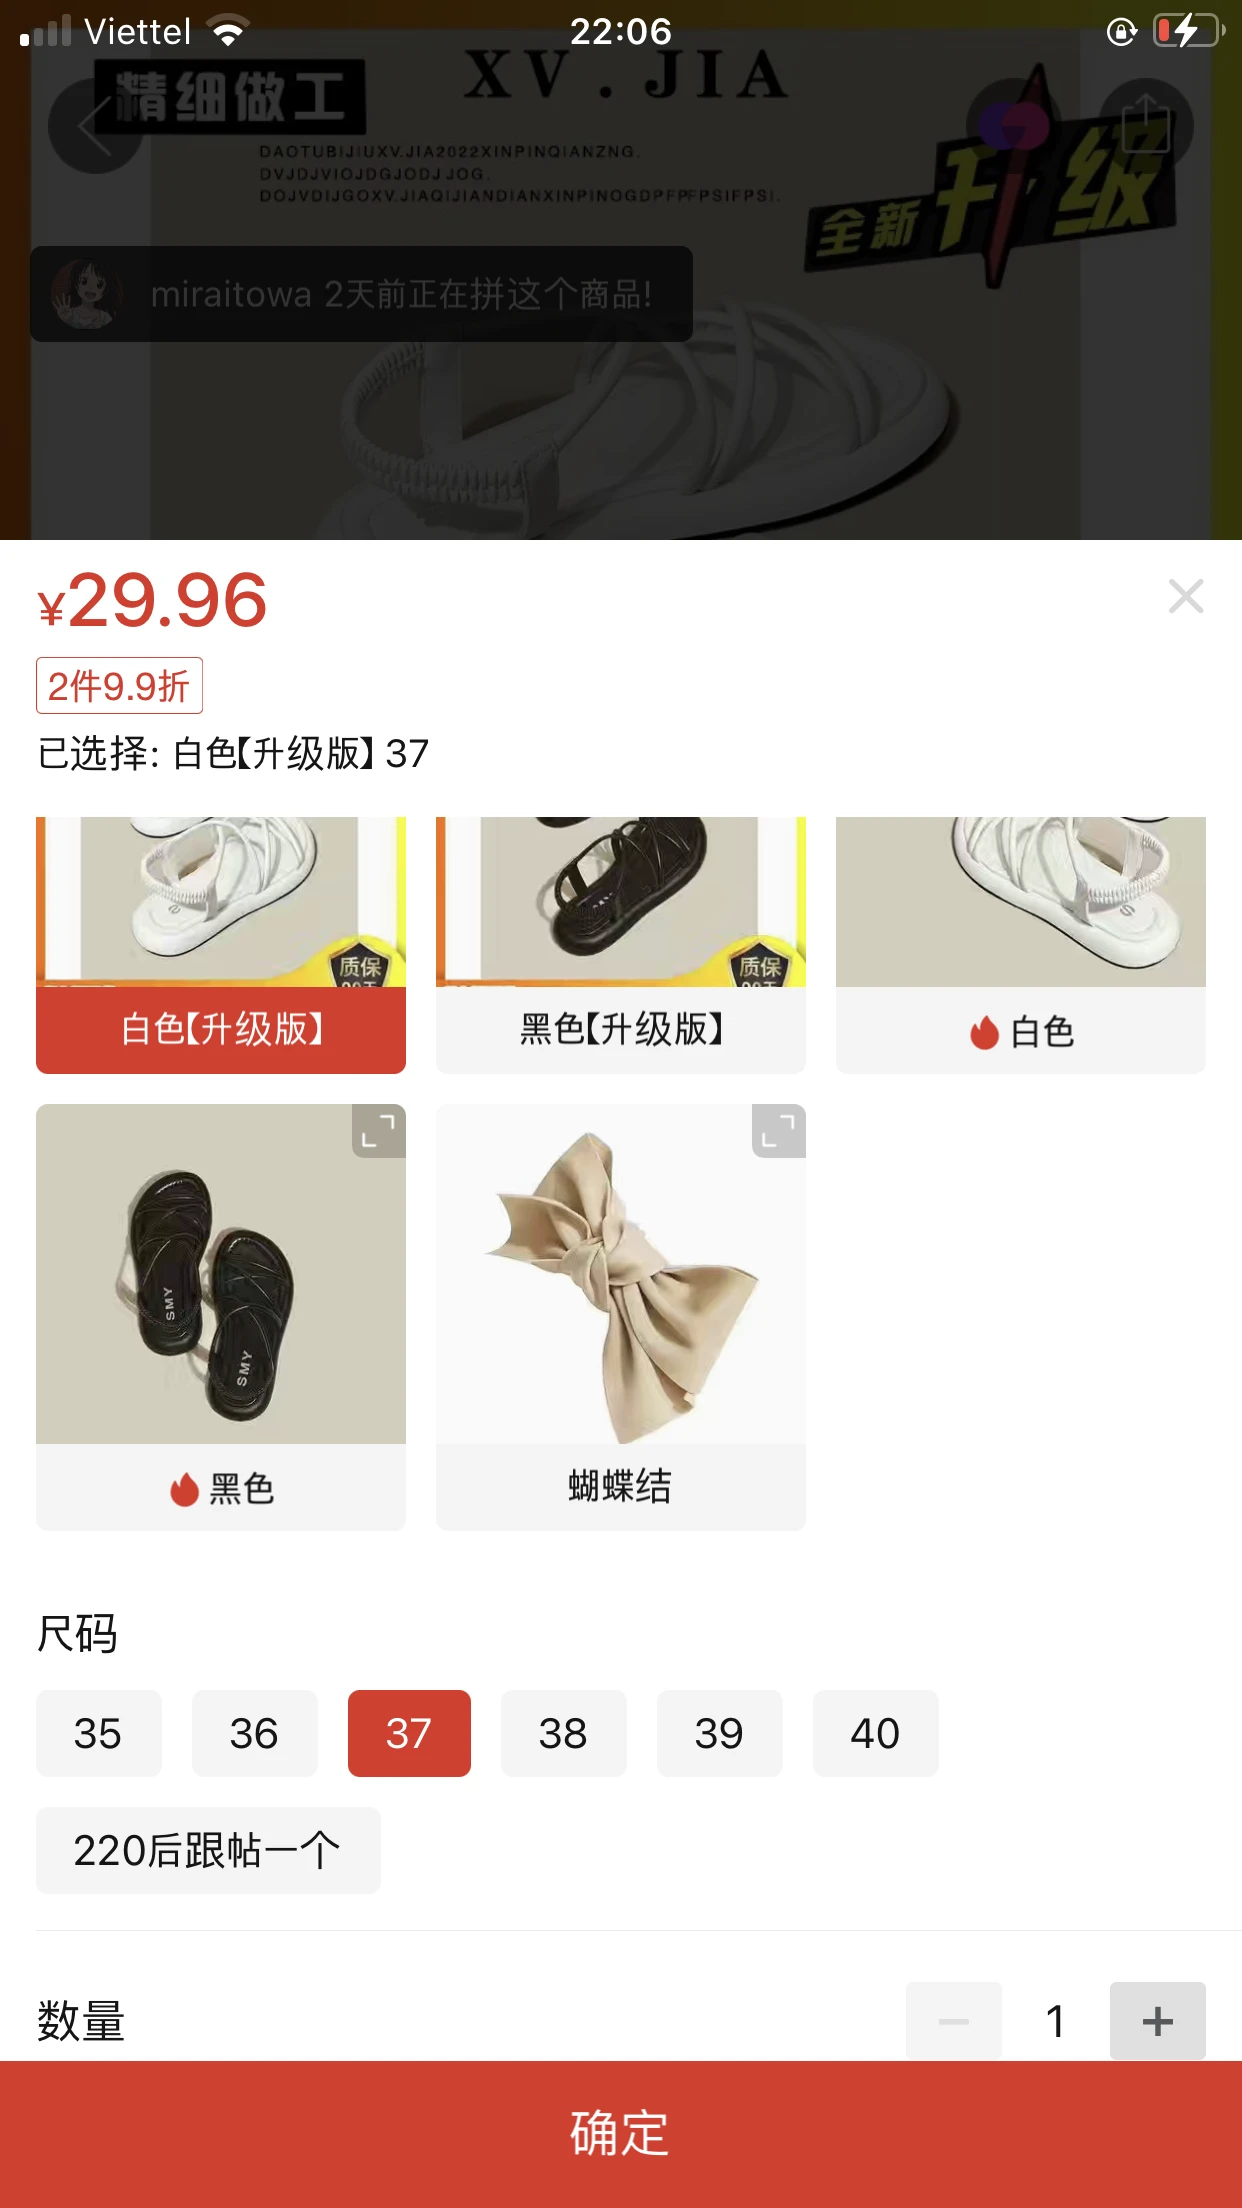 Viettel
22:06
精细做工
XV.JIA
DAOTUBIJIUXV.JIA2022XINPINQIANZNG.
DVJDJVIOJDGJODJJOG.
DOJVDIJGOXV.JIAQIJIANDIANXINPINOGDPFPFPSIFPSI.
全新升级
miraitowa 2天前正在拼这个商品!
¥29.96
2件9.9折
已选择: 白色【升级版】 37
质保
质保
白色【升级版】
黑色【升级版】
白色
SMY
SMY
黑色
蝴蝶结
尺码
35
36
37
38
39
40
220后跟帖一个
数量
1
确定